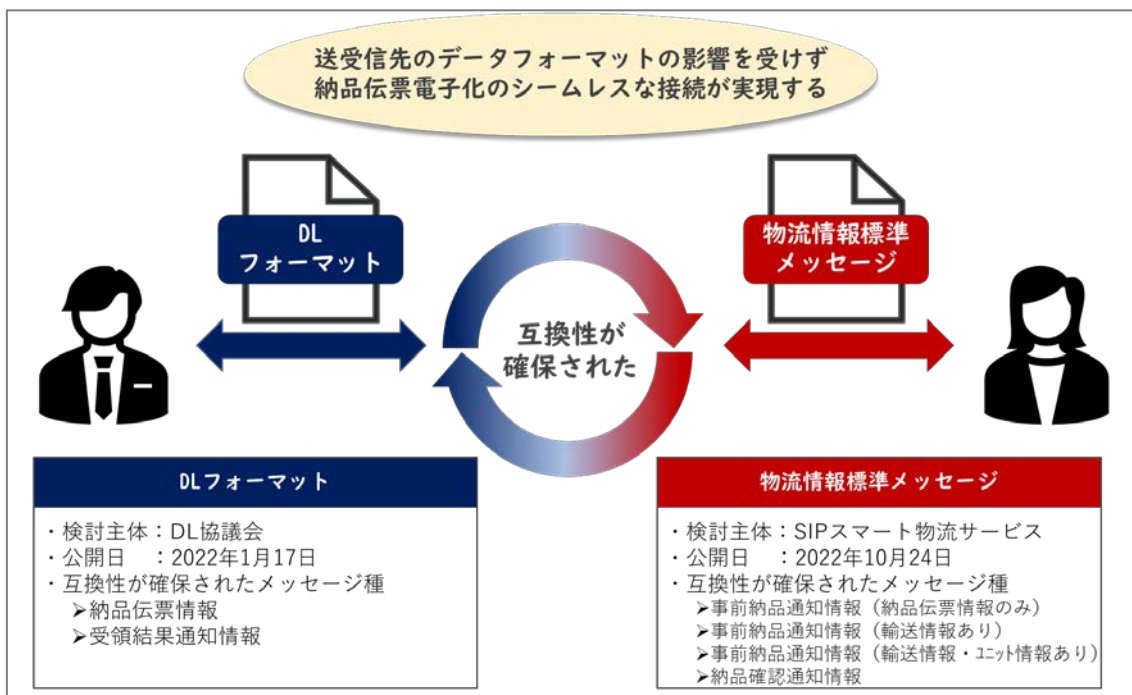 送受信先のデータフォーマットの影響を受けず
納品伝票電子化のシームレスな接続が実現する
DL
フォーマット
物流情報標準
メッセージ
互換性が
確保された
DLフォーマット
・検討主体：DL協議会
・公開日　：2022年1月17日
・互換性が確保されたメッセージ種
➢納品伝票情報
➢受領結果通知情報
物流情報標準メッセージ
・検討主体：SIPスマート物流サービス
・公開日　：2022年10月24日
・互換性が確保されたメッセージ種
➢事前納品通知情報（納品伝票情報のみ）
➢事前納品通知情報（輸送情報あり）
➢事前納品通知情報（輸送情報・ﾕﾆｯﾄ情報あり）
➢納品確認通知情報